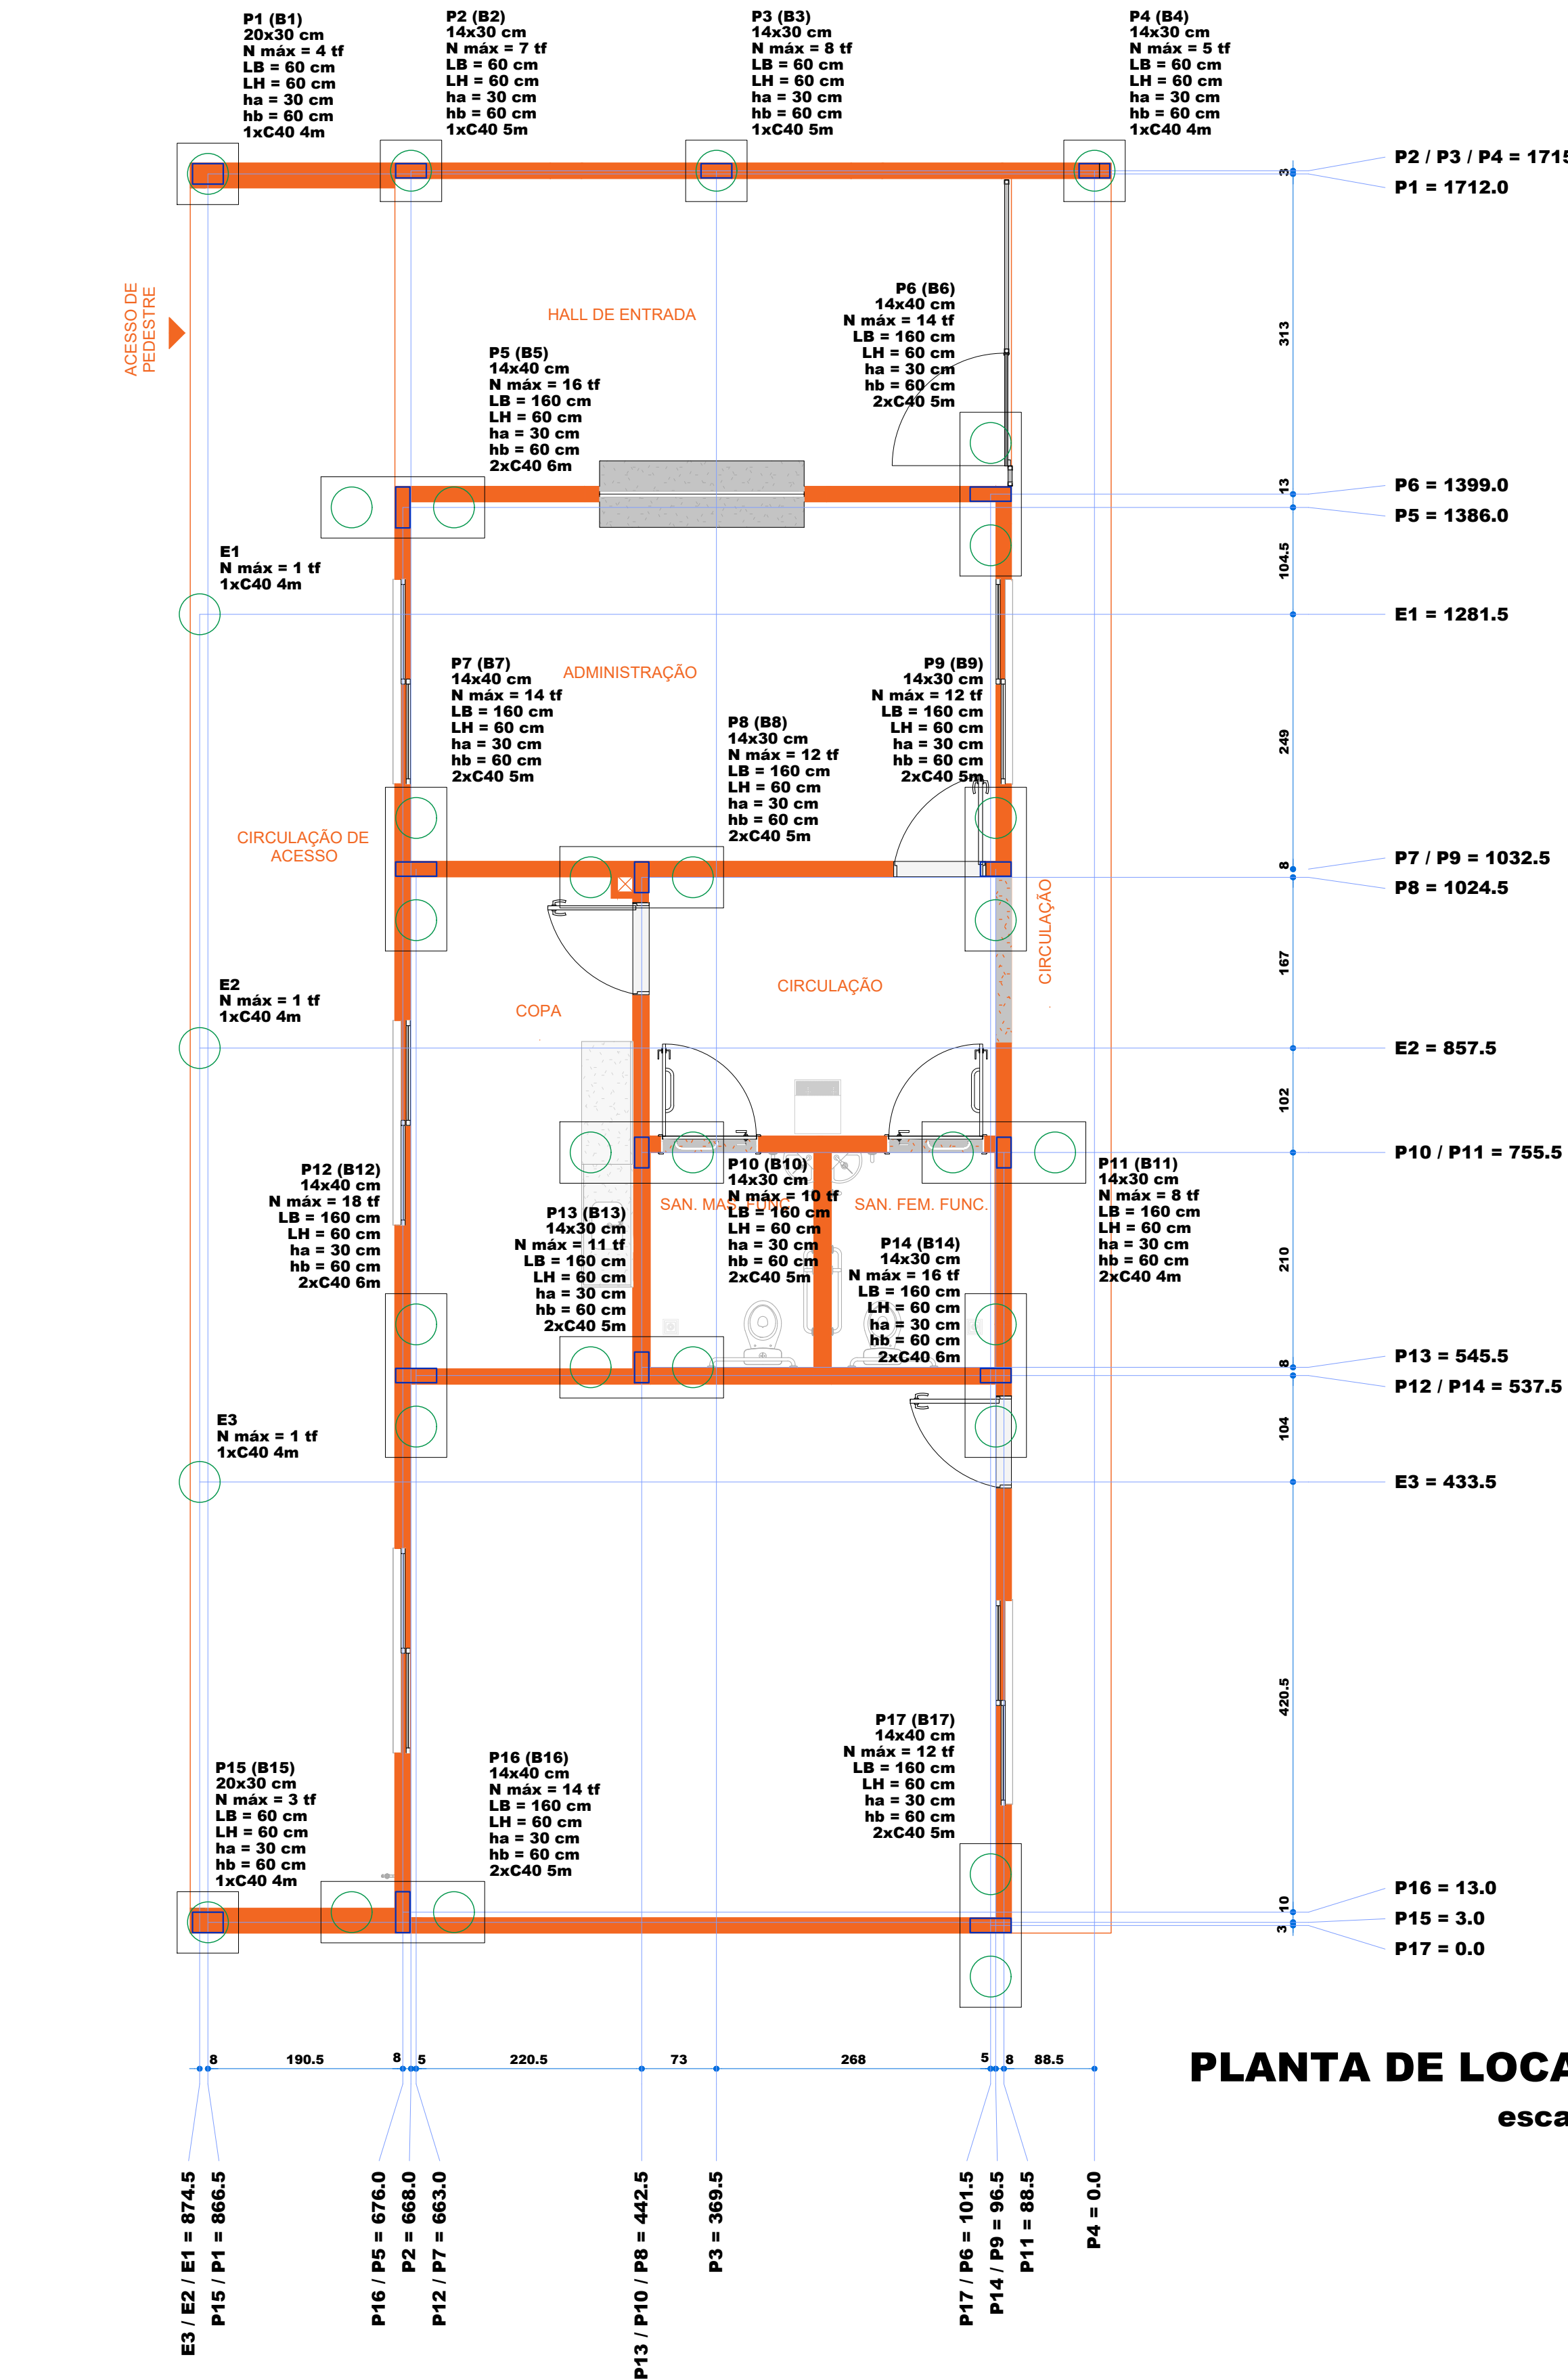 P1 (B1)
20x30 cm
N máx = 4 tf
LB = 60 cm
LH = 60 cm
ha = 30 cm
hb = 60 cm
1xC40 4m
P2 (B2)
14x30 cm
N máx = 7 tf
LB = 60 cm
LH = 60 cm
ha = 30 cm
hb = 60 cm
1xC40 5m
P3 (B3)
14x30 cm
N máx = 8 tf
LB = 60 cm
LH = 60 cm
ha = 30 cm
hb = 60 cm
1xC40 5m
P4 (B4)
14x30 cm
N máx = 5 tf
LB = 60 cm
LH = 60 cm
ha = 30 cm
hb = 60 cm
1xC40 4m
P2 / P3 / P4 = 1715
P1 = 1712.0
3
ACESSO DE
PEDESTRE
HALL DE ENTRADA
P6 (B6)
14x40 cm
N máx = 14 tf
LB = 160 cm
LH = 60 cm
ha = 30 cm
hb = 60 cm
2xC40 5m
313
P5 (B5)
14x40 cm
N máx = 16 tf
LB = 160 cm
LH = 60 cm
ha = 30 cm
hb = 60 cm
2xC40 6m
13
P6 = 1399.0
P5 = 1386.0
E1
N máx = 1 tf
1xC40 4m
104.5
E1 = 1281.5
P7 (B7)
14x40 cm
N máx = 14 tf
LB = 160 cm
LH = 60 cm
ha = 30 cm
hb = 60 cm
2xC40 5m
ADMINISTRAÇÃO
P9 (B9)
14x30 cm
N máx = 12 tf
LB = 160 cm
LH = 60 cm
ha = 30 cm
hb = 60 cm
2xC40 5m
P8 (B8)
14x30 cm
N máx = 12 tf
LB = 160 cm
LH = 60 cm
ha = 30 cm
hb = 60 cm
2xC40 5m
249
CIRCULAÇÃO DE
ACESSO
8
P7 / P9 = 1032.5
P8 = 1024.5
CIRCULAÇÃO
167
E2
N máx = 1 tf
1xC40 4m
COPA
CIRCULAÇÃO
E2 = 857.5
102
P10 / P11 = 755.5
P12 (B12)
14x40 cm
N máx = 18 tf
LB = 160 cm
LH = 60 cm
ha = 30 cm
hb = 60 cm
2xC40 6m
P13 (B13)
14x30 cm
N máx = 11 tf
LB = 160 cm
LH = 60 cm
ha = 30 cm
hb = 60 cm
2xC40 5m
P10 (B10)
14x30 cm
N máx = 10 tf
LB = 160 cm
LH = 60 cm
ha = 30 cm
hb = 60 cm
2xC40 5m
SAN. MAS. FUNC.
SAN. FEM. FUNC.
P14 (B14)
14x30 cm
N máx = 16 tf
LB = 160 cm
LH = 60 cm
ha = 30 cm
hb = 60 cm
2xC40 6m
P11 (B11)
14x30 cm
N máx = 8 tf
LB = 160 cm
LH = 60 cm
ha = 30 cm
hb = 60 cm
2xC40 4m
210
8
P13 = 545.5
P12 / P14 = 537.5
E3
N máx = 1 tf
1xC40 4m
104
E3 = 433.5
420.5
P15 (B15)
20x30 cm
N máx = 3 tf
LB = 60 cm
LH = 60 cm
ha = 30 cm
hb = 60 cm
1xC40 4m
P16 (B16)
14x40 cm
N máx = 14 tf
LB = 160 cm
LH = 60 cm
ha = 30 cm
hb = 60 cm
2xC40 5m
P17 (B17)
14x40 cm
N máx = 12 tf
LB = 160 cm
LH = 60 cm
ha = 30 cm
hb = 60 cm
2xC40 5m
10
3
P16 = 13.0
P15 = 3.0
P17 = 0.0
8
190.5
8
5
220.5
73
268
5
8
88.5
PLANTA DE LOCA
esca
E3 / E2 / E1 = 874.5
P15 / P1 = 866.5
P16 / P5 = 676.0
P2 = 668.0
P12 / P7 = 663.0
P13 / P10 / P8 = 442.5
P3 = 369.5
P17 / P6 = 101.5
P14 / P9 = 96.5
P11 = 88.5
P4 = 0.0